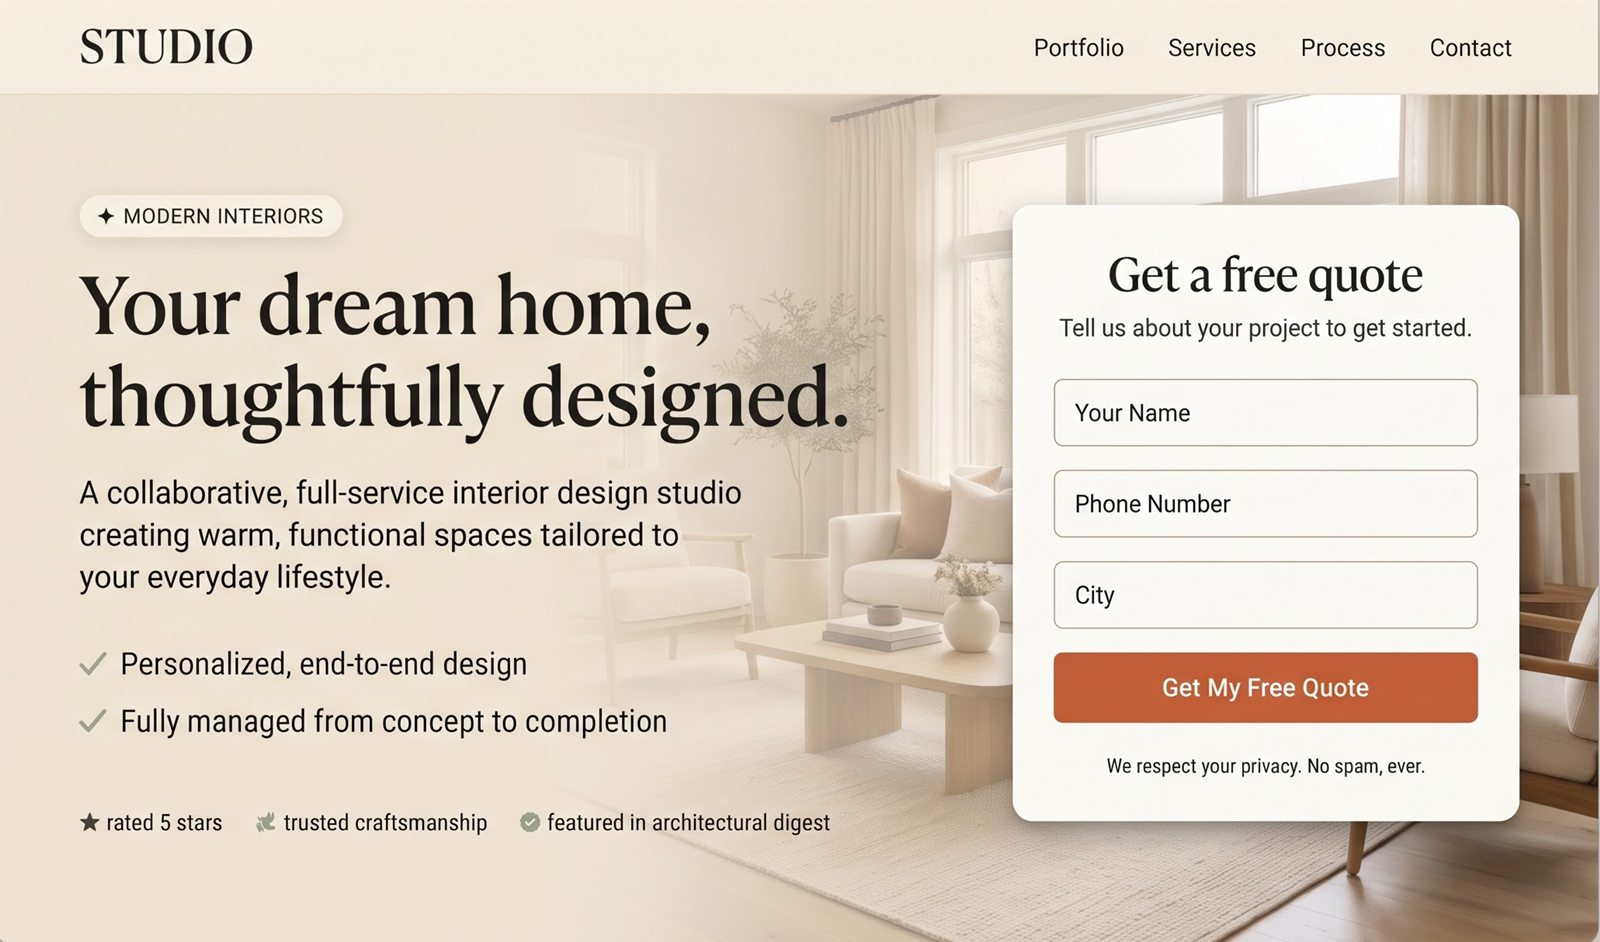 STUDIO
Portfolio Services Process Contact
MODERN INTERIORS
Your dream home,
thoughtfully designed.
A collaborative, full-service interior design studio
creating warm, functional spaces tailored to
your everyday lifestyle.
Personalized, end-to-end design
Fully managed from concept to completion
rated 5 stars trusted craftsmanship featured in architectural digest
Get a free quote
Tell us about your project to get started.
Your Name
Phone Number
City
Get My Free Quote
We respect your privacy. No spam, ever.